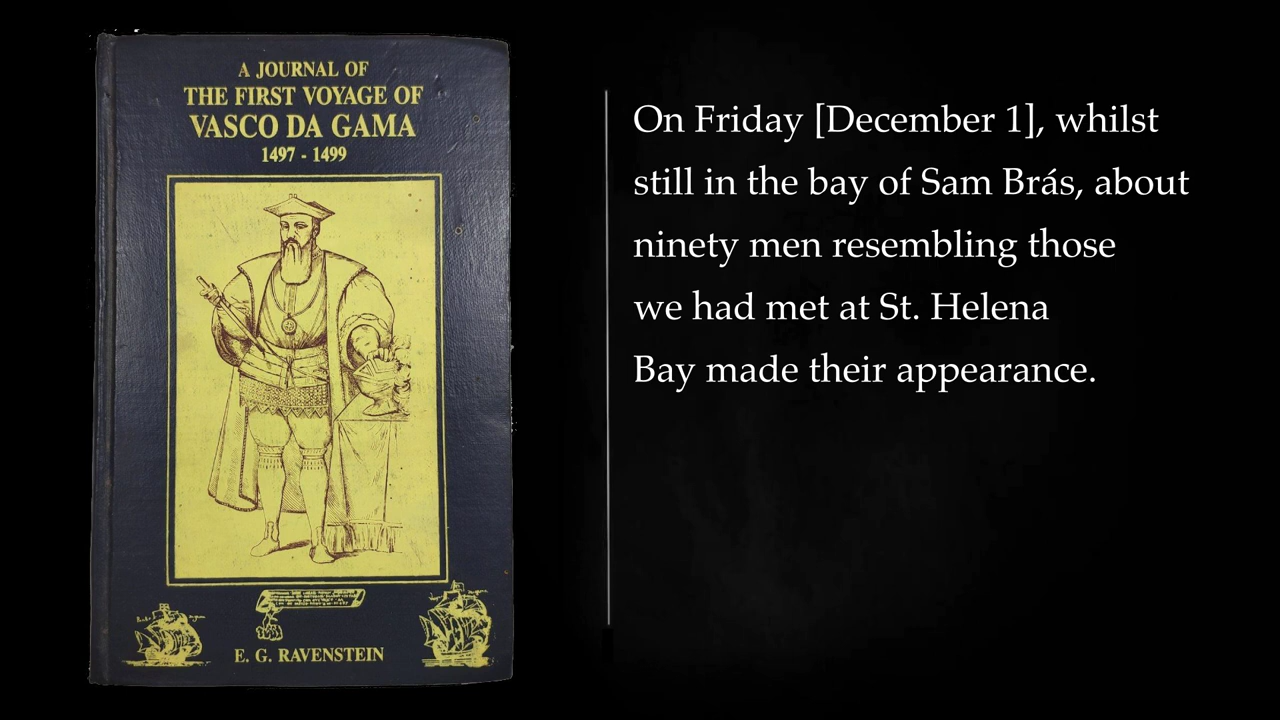 A JOURNAL OF
THE FIRST VOYAGE OF
VASCO DA GAMA
1497 - 1499
E. G. RAVENSTEIN
On Friday [December 1], whilst
still in the bay of Sam Brás, about
ninety men resembling those
we had met at St. Helena
Bay made their appearance.